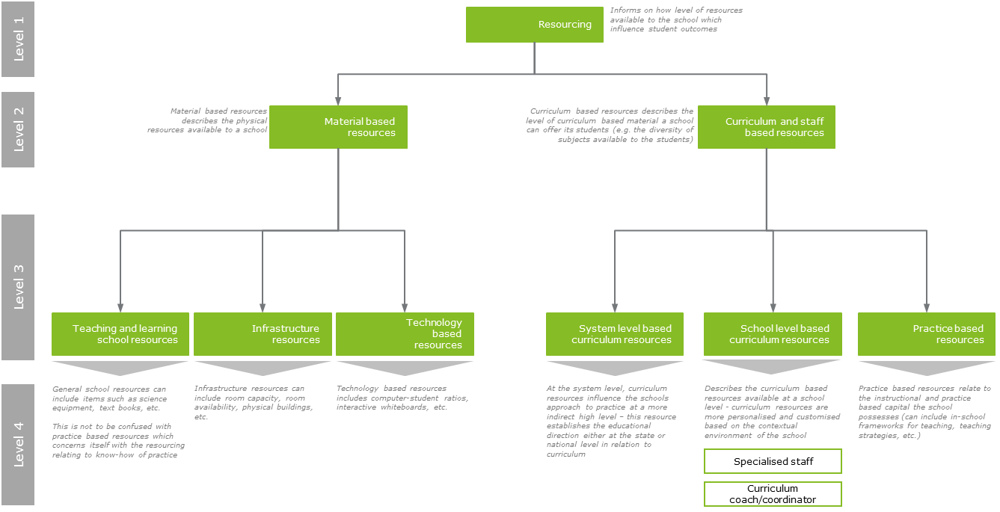 Level 1
Resourcing
Informs on how level of resources
available to the school which
influence student outcomes
Level 2
Material based resources
describes the physical
resources available to a school
Material based
resources
Curriculum based resources describes the
level of curriculum based material a school
can offer its students (e.g. the diversity of
subjects available to the students)
Curriculum and staff
based resources
Level 3
Teaching and learning
school resources
Infrastructure
resources
Technology
based
resources
System level based
curriculum resources
School level based
curriculum resources
Practice based
resources
Level 4
General school resources can
include items such as science
equipment, text books, etc.
This is not to be confused with
practice based resources which
concerns itself with the resourcing
relating to know-how of practice
Infrastructure resources can
include room capacity, room
availability, physical buildings,
etc.
Technology based resources
includes computer-student ratios,
interactive whiteboards, etc.
At the system level, curriculum
resources influence the schools
approach to practice at a more
indirect high level – this resource
establishes the educational
direction either at the state or
national level in relation to
curriculum
Describes the curriculum based
resources available at a school
level - curriculum resources are
more personalised and customised
based on the contextual
environment of the school
Specialised staff
Curriculum
coach/coordinator
Practice based resources relate to
the instructional and practice
based capital the school
possesses (can include in-school
frameworks for teaching, teaching
strategies, etc.)